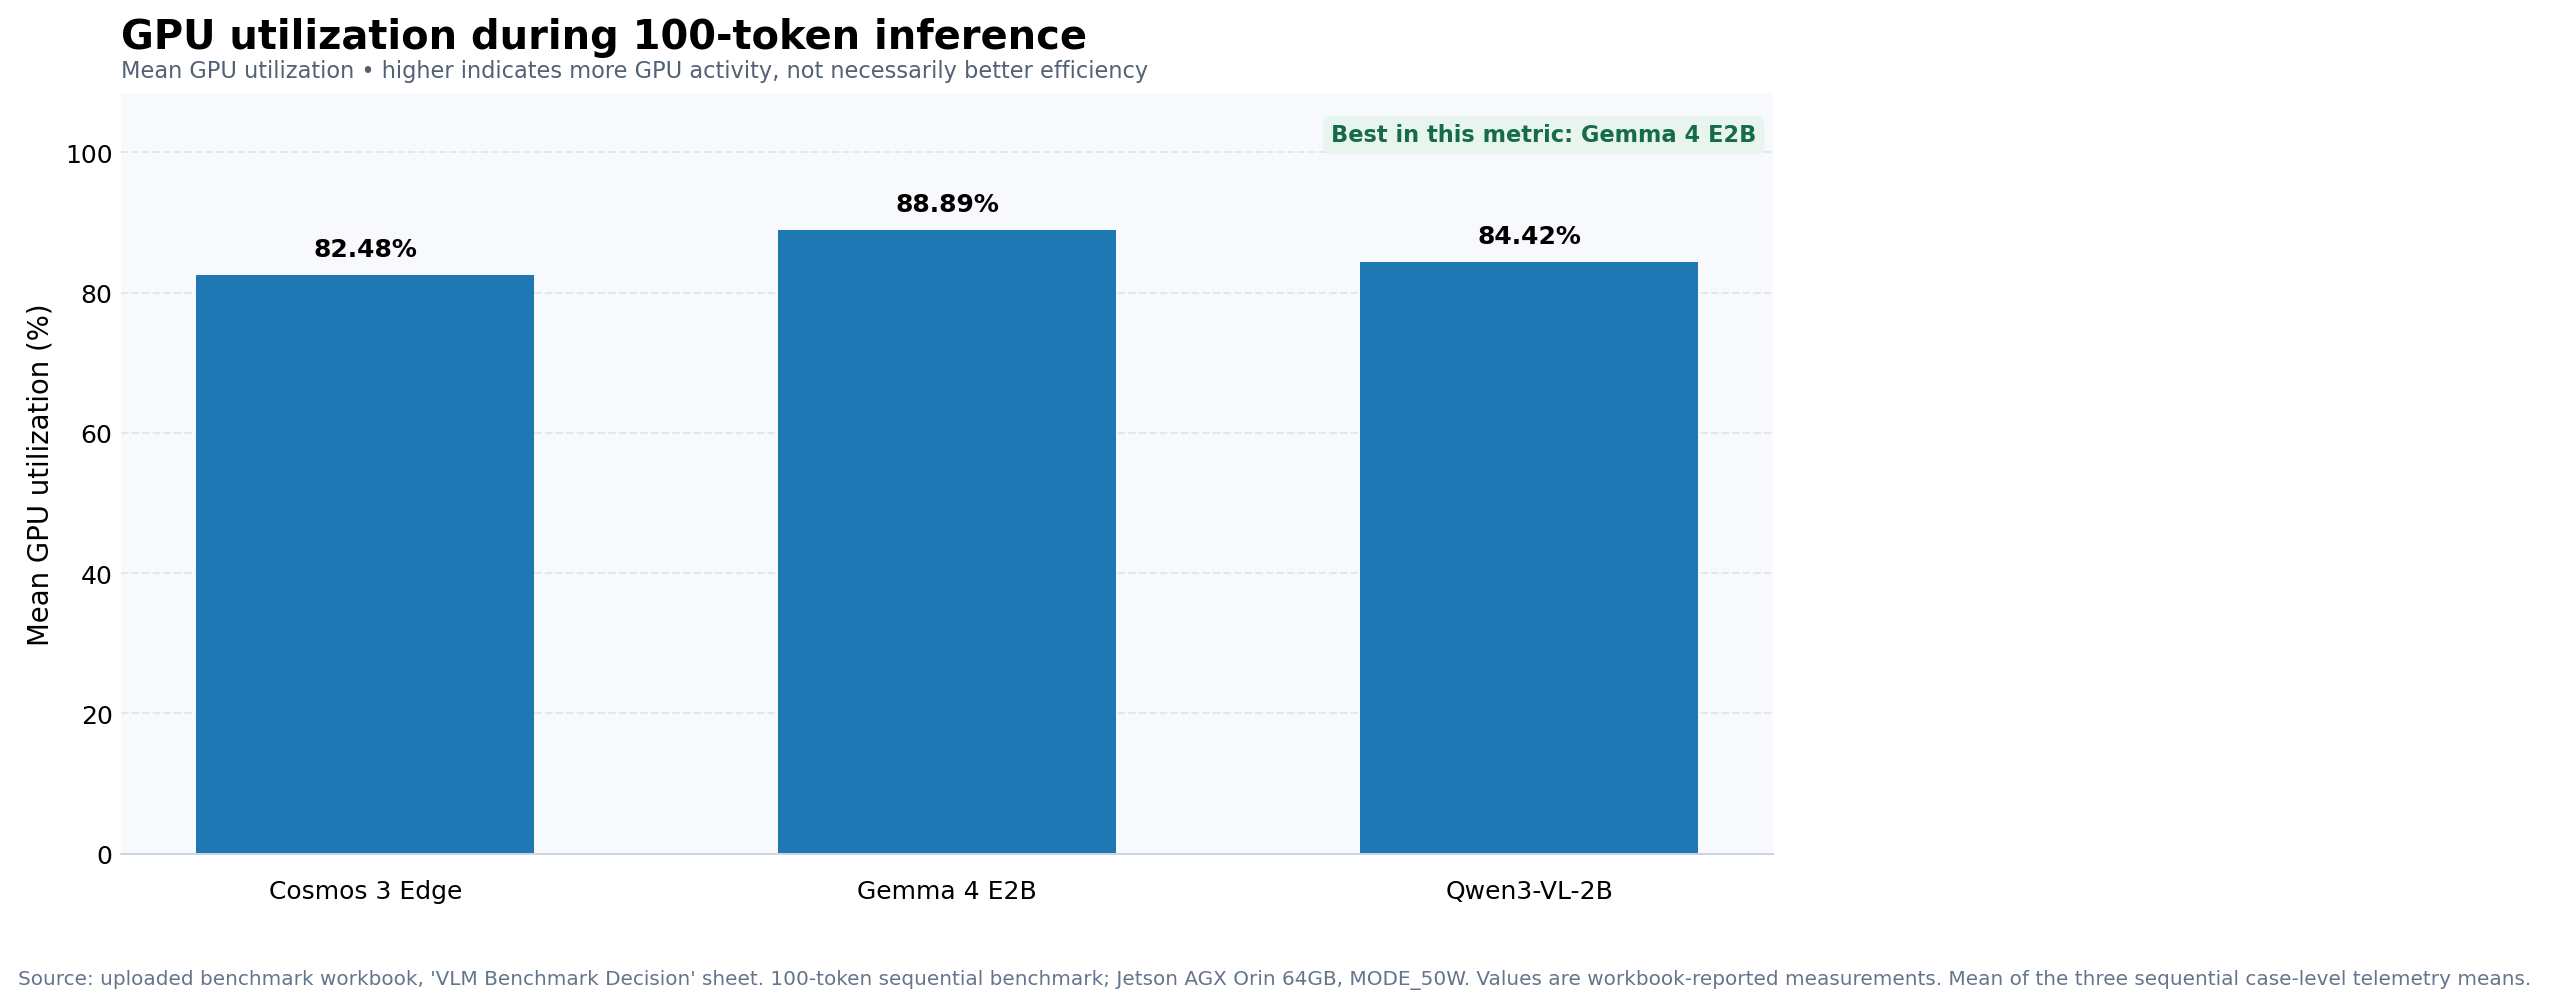 GPU utilization during 100-token inference
Mean GPU utilization • higher indicates more GPU activity, not necessarily better efficiency
Best in this metric: Gemma 4 E2B
100
80
60
40
20
0
Mean GPU utilization (%)
82.48%
88.89%
84.42%
Cosmos 3 Edge
Gemma 4 E2B
Qwen3-VL-2B
Source: uploaded benchmark workbook, 'VLM Benchmark Decision' sheet. 100-token sequential benchmark; Jetson AGX Orin 64GB, MODE_50W. Values are workbook-reported measurements. Mean of the three sequential case-level telemetry means.